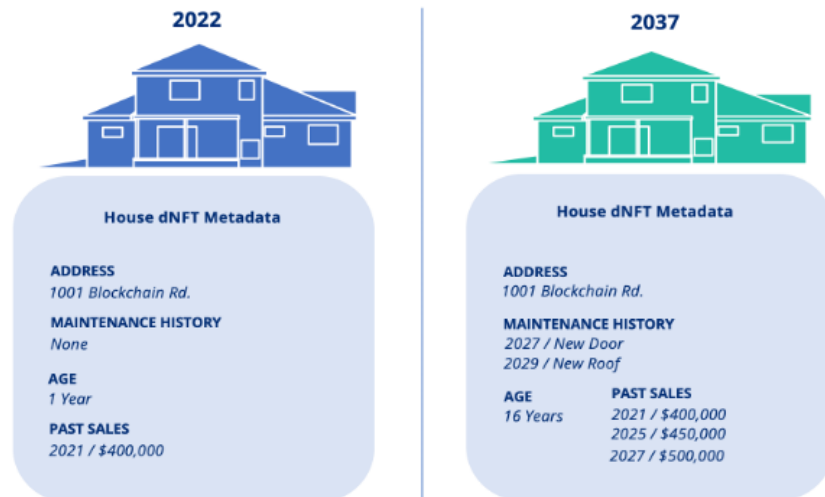 2022
House dNFT Metadata
ADDRESS
1001 Blockchain Rd.
MAINTENANCE HISTORY
None
AGE
1 Year
PAST SALES
2021 / $400,000
2037
House dNFT Metadata
ADDRESS
1001 Blockchain Rd.
MAINTENANCE HISTORY
2027 / New Door
2029 / New Roof
AGE
16 Years
PAST SALES
2021 / $400,000
2025 / $450,000
2027 / $500,000